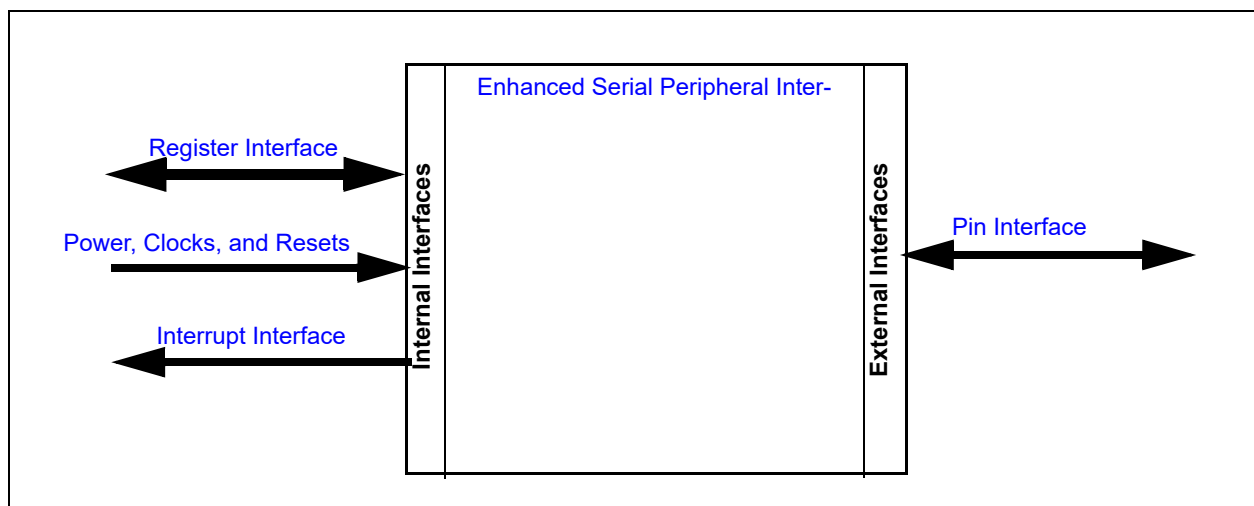 Enhanced Serial Peripheral Inter-
Register Interface
Power, Clocks, and Resets
Interrupt Interface
Internal Interfaces
External Interfaces
Pin Interface